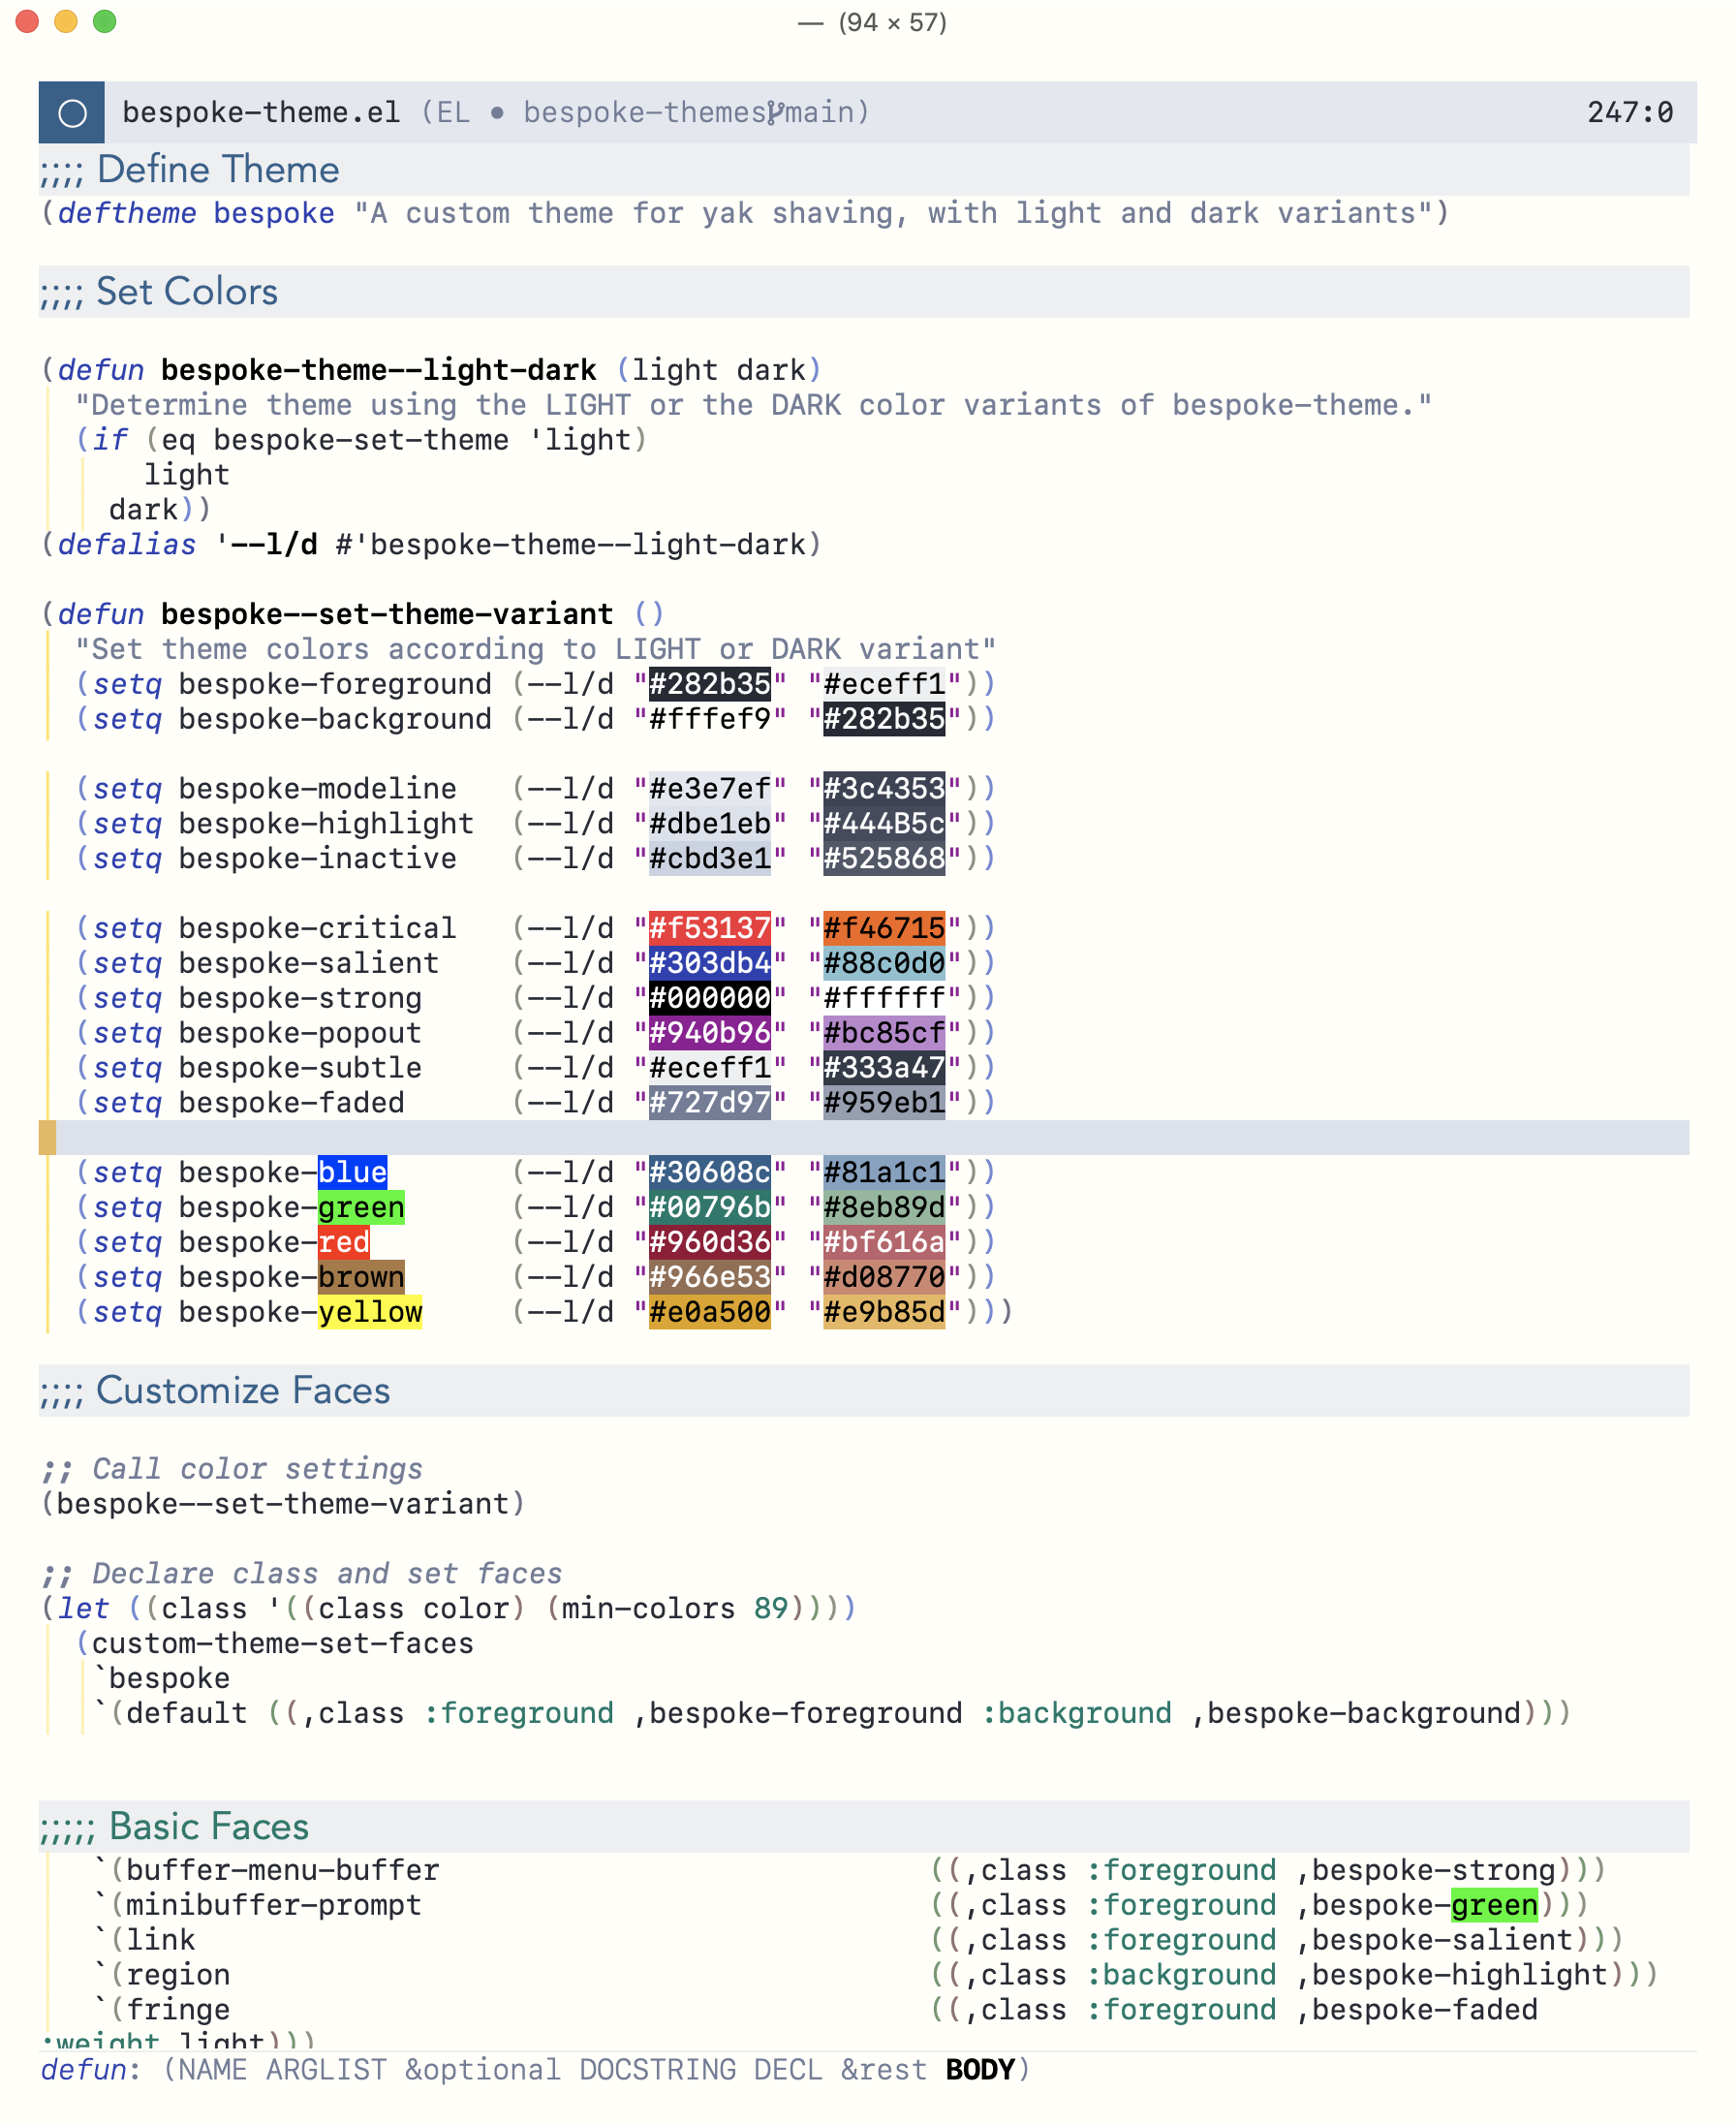 — (94 × 57)
bespoke-theme.el (EL • bespoke-themes main) 247:0
;;;; Define Theme
(deftheme bespoke "A custom theme for yak shaving, with light and dark variants")
;;;; Set Colors
(defun bespoke-theme--light-dark (light dark)
"Determine theme using the LIGHT or the DARK color variants of bespoke-theme."
(if (eq bespoke-set-theme 'light)
light
dark))
(defalias '--l/d #'bespoke-theme--light-dark)
(defun bespoke--set-theme-variant ()
"Set theme colors according to LIGHT or DARK variant"
(setq bespoke-foreground (--l/d "#282b35" "#eceff1"))
(setq bespoke-background (--l/d "#fffef9" "#282b35"))
(setq bespoke-modeline (--l/d "#e3e7ef" "#3c4353"))
(setq bespoke-highlight (--l/d "#dbe1eb" "#444B5c"))
(setq bespoke-inactive (--l/d "#cbd3e1" "#525868"))
(setq bespoke-critical (--l/d "#f53137" "#f46715"))
(setq bespoke-salient (--l/d "#303db4" "#88c0d0"))
(setq bespoke-strong (--l/d "#000000" "#ffffff"))
(setq bespoke-popout (--l/d "#940b96" "#bc85cf"))
(setq bespoke-subtle (--l/d "#eceff1" "#333a47"))
(setq bespoke-faded (--l/d "#727d97" "#959eb1"))
(setq bespoke-blue (--l/d "#30608c" "#81a1c1"))
(setq bespoke-green (--l/d "#00796b" "#8eb89d"))
(setq bespoke-red (--l/d "#960d36" "#bf616a"))
(setq bespoke-brown (--l/d "#966e53" "#d08770"))
(setq bespoke-yellow (--l/d "#e0a500" "#e9b85d")))
;;;; Customize Faces
;; Call color settings
(bespoke--set-theme-variant)
;; Declare class and set faces
(let ((class '((class color) (min-colors 89))))
(custom-theme-set-faces
`bespoke
`(default ((,class :foreground ,bespoke-foreground :background ,bespoke-background)))
;;;;; Basic Faces
`(buffer-menu-buffer ((,class :foreground ,bespoke-strong)))
`(minibuffer-prompt ((,class :foreground ,bespoke-green)))
`(link ((,class :foreground ,bespoke-salient)))
`(region ((,class :background ,bespoke-highlight)))
`(fringe ((,class :foreground ,bespoke-faded
:weight light)))
defun: (NAME ARGLIST &optional DOCSTRING DECL &rest BODY)